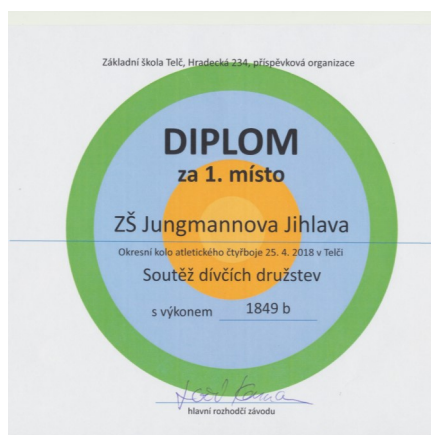 Základní škola Telč, Hradecká 234, příspěvková organizace
DIPLOM
za 1. místo
ZŠ Jungmannova Jihlava
Okresní kolo atletického čtyřboje 25. 4. 2018 v Telči
Soutěž dívčích družstev
s výkonem 1849 b
hlavní rozhodčí závodu